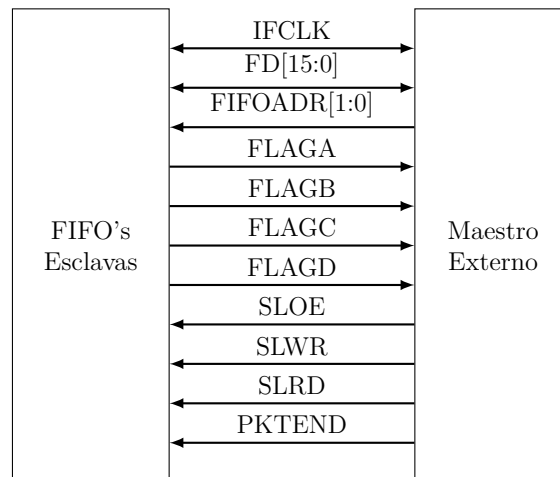 IFCLK
FD[15:0]
FIFOADR[1:0]
FLAGA
FLAGB
FLAGC
FLAGD
SLOE
SLWR
SLRD
PKTEND
FIFO's
Esclavas
Maestro
Externo